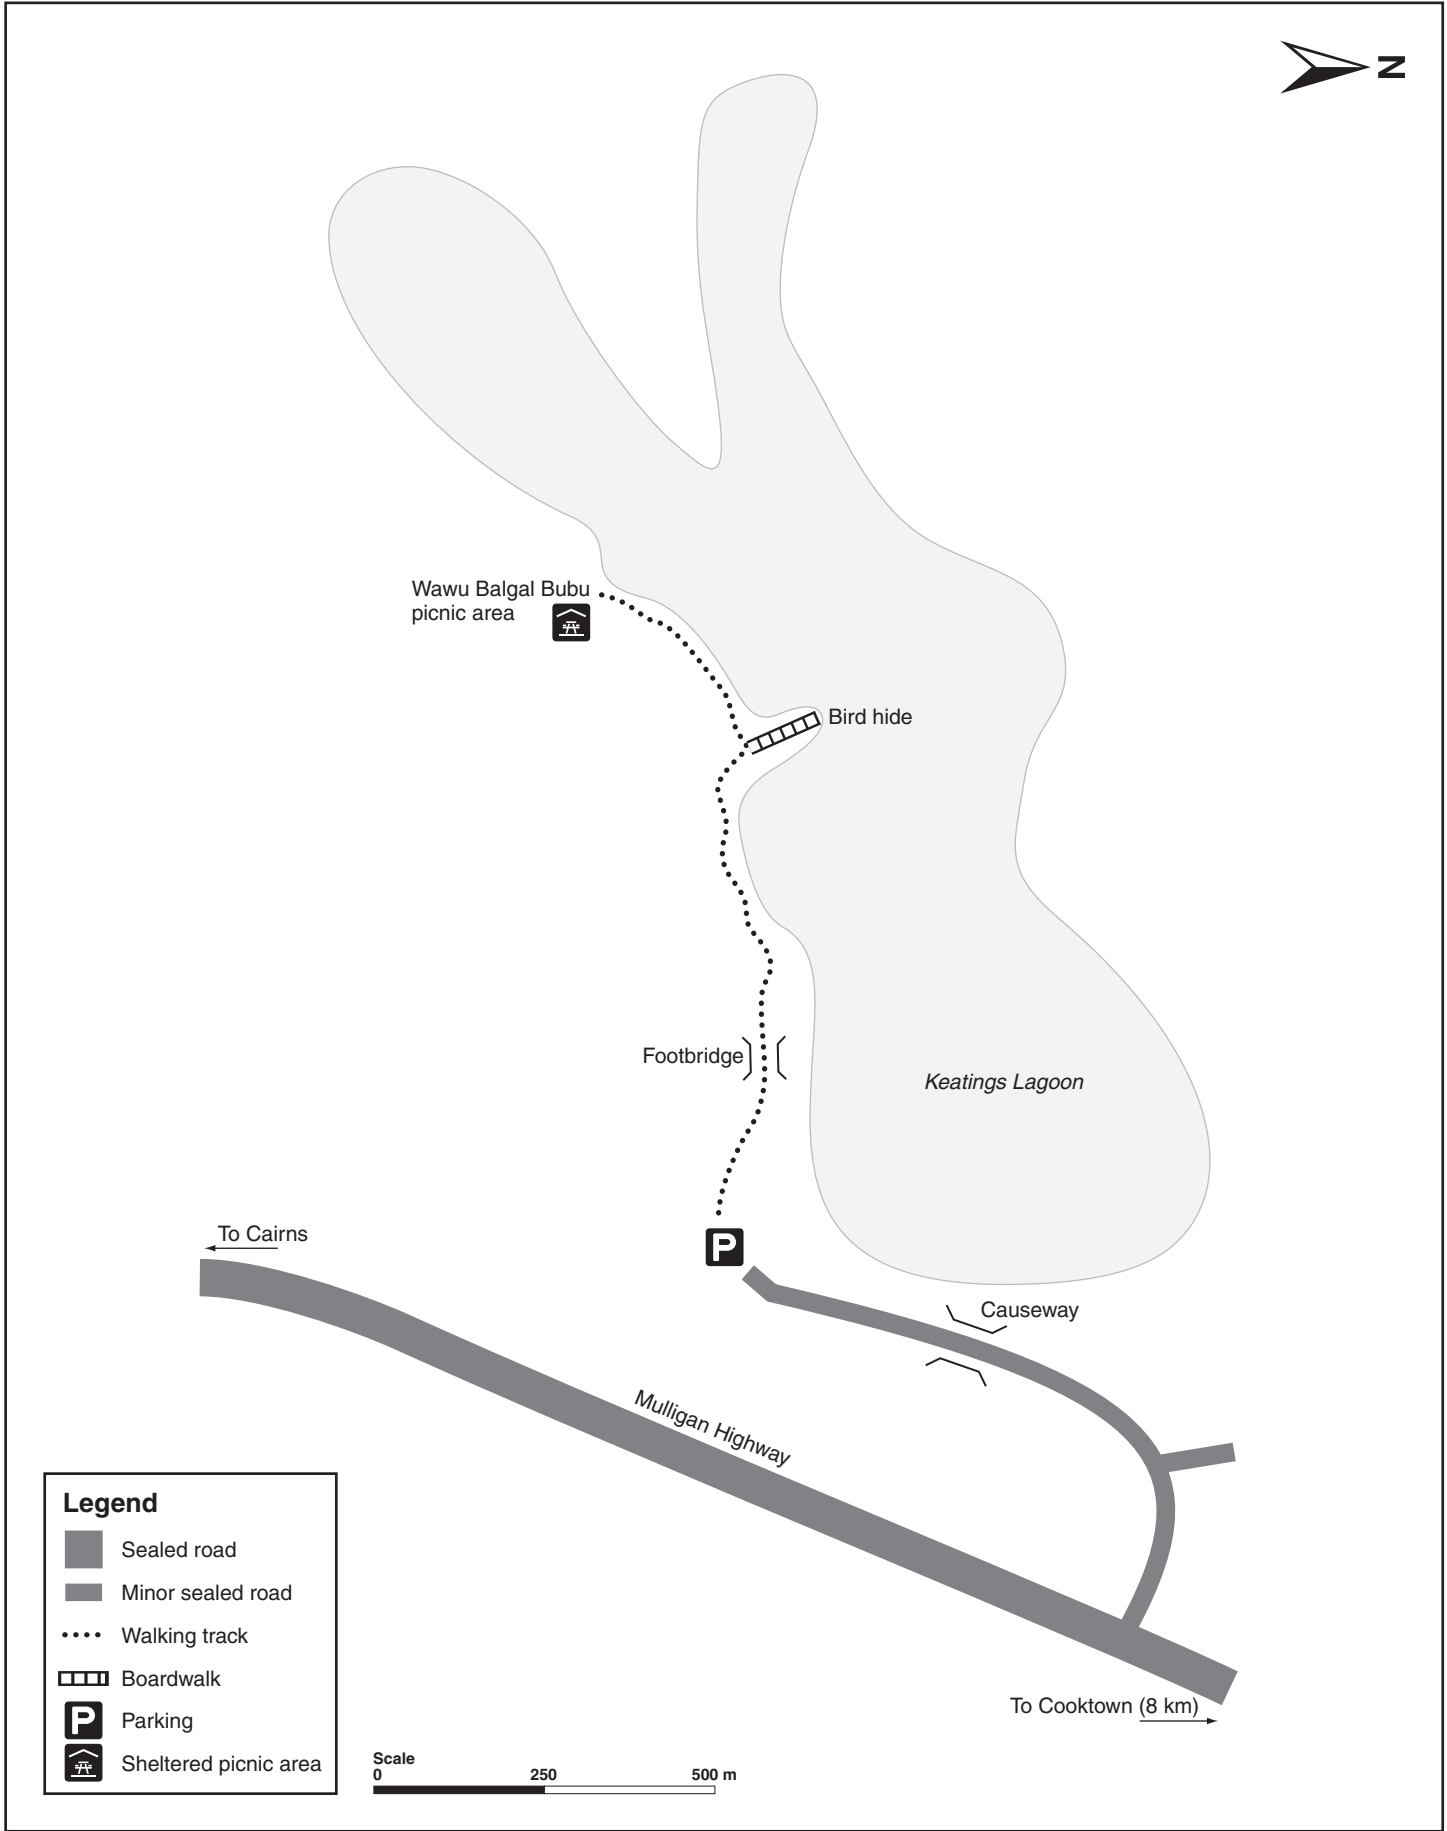 N
Wawu Balgal Bubu
picnic area
Bird hide
Footbridge
Keatings Lagoon
To Cairns
P
Causeway
Mulligan Highway
Legend
Sealed road
Minor sealed road
Walking track
Boardwalk
P Parking
Sheltered picnic area
To Cooktown (8 km)
Scale
0 250 500 m